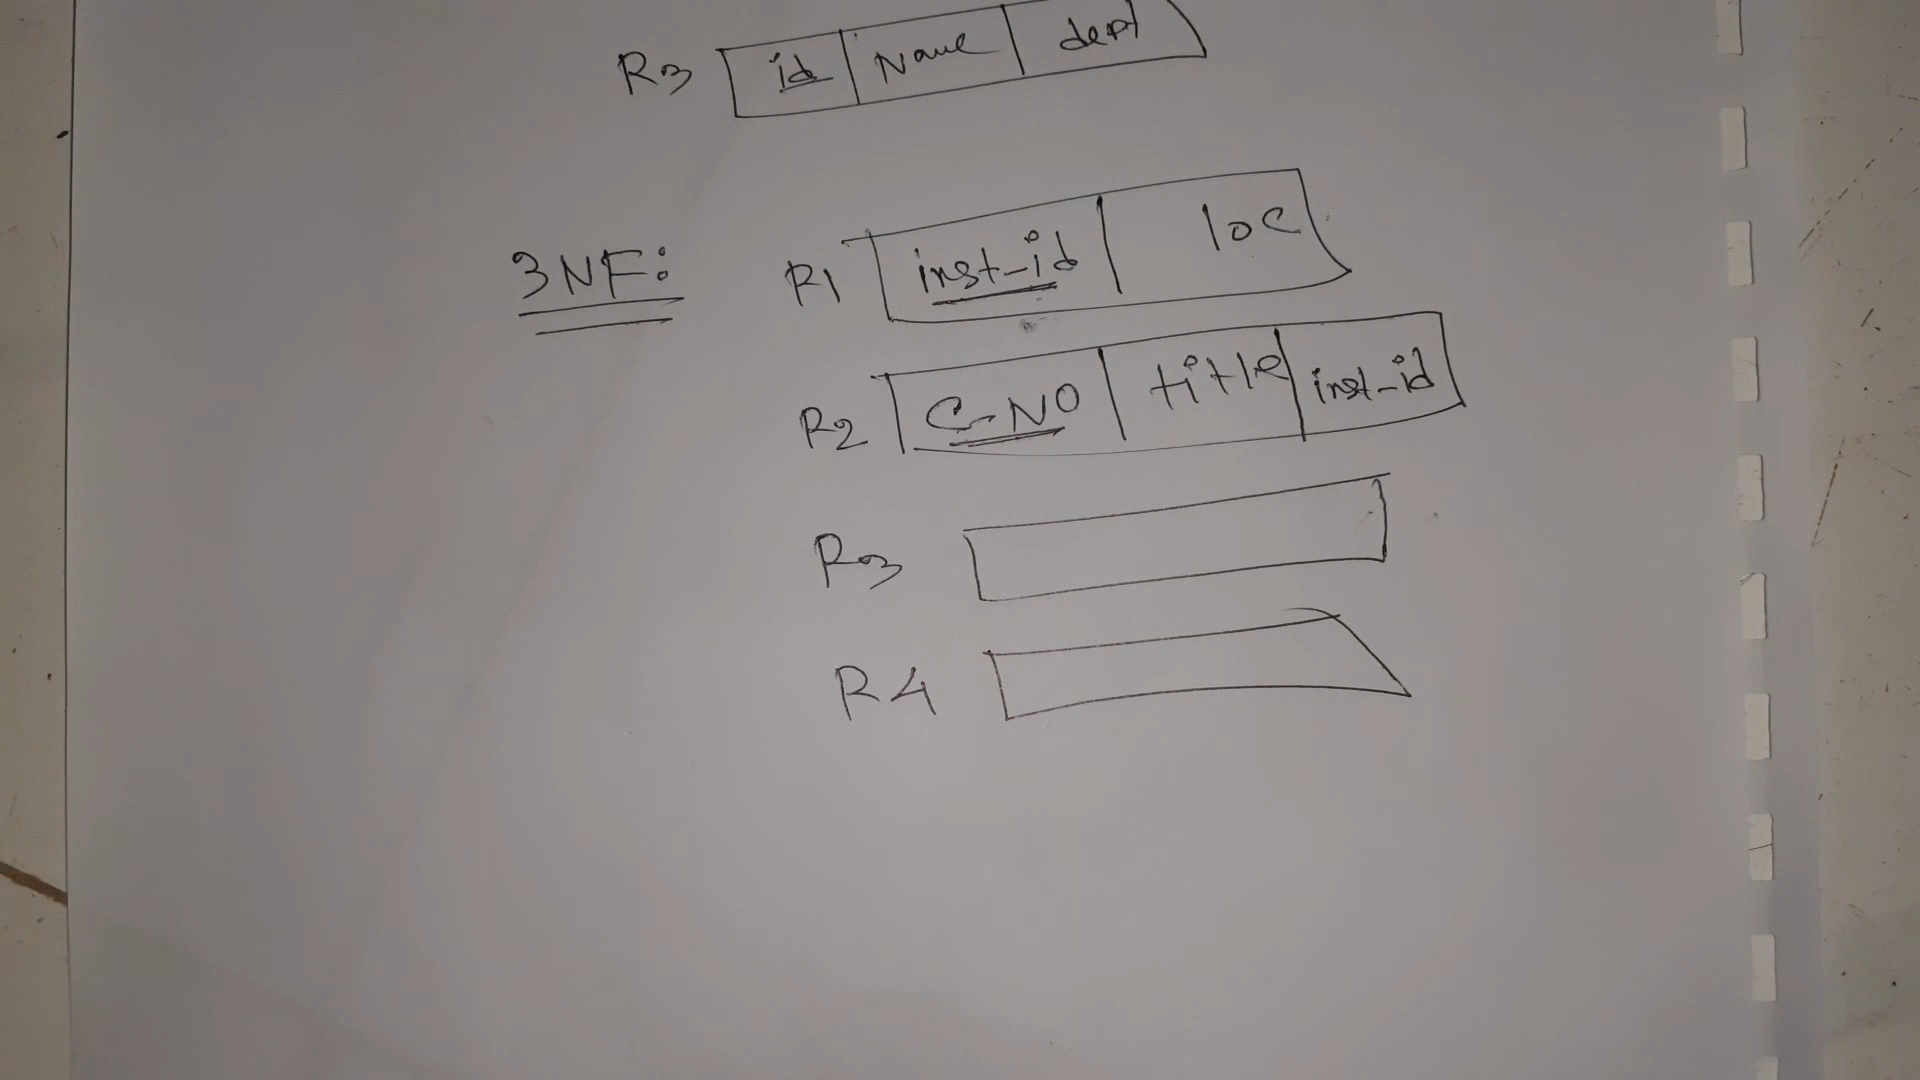 R3 id Name dept
3NF: R1 inst-id loc
R2 C-NO title inst-id
R3
R4